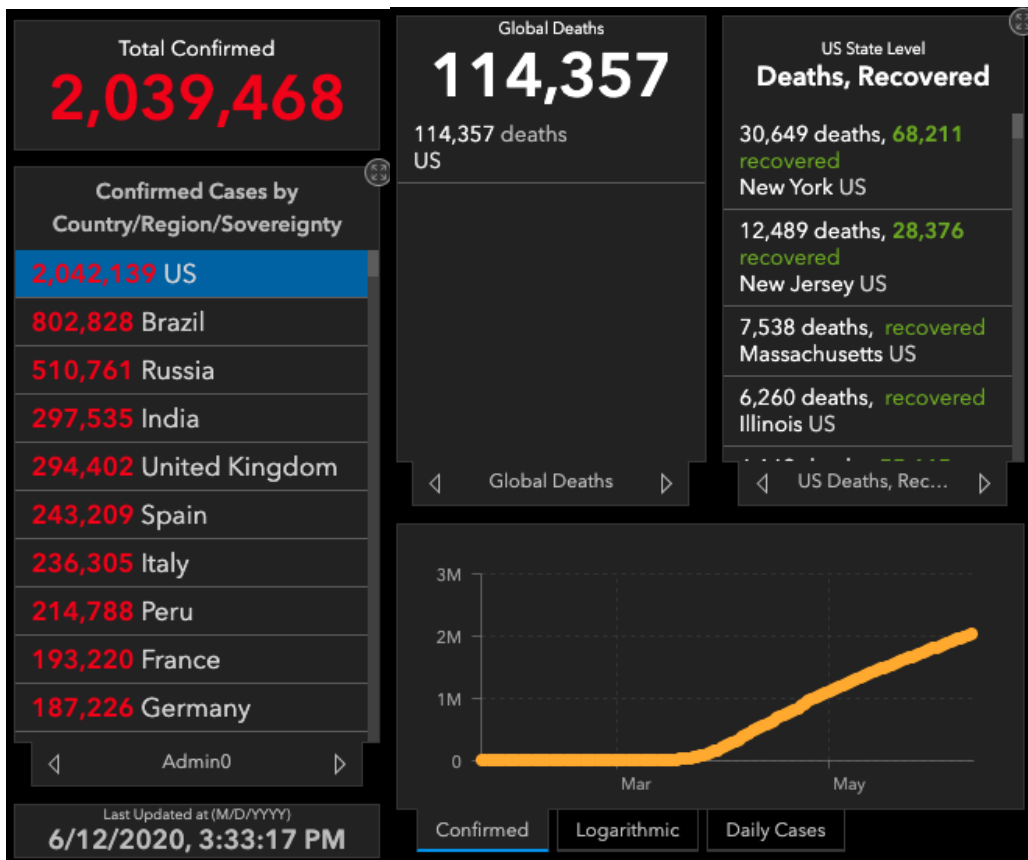 Total Confirmed
2,039,468
Confirmed Cases by
Country/Region/Sovereignty
2,042,139 US
802,828 Brazil
510,761 Russia
297,535 India
294,402 United Kingdom
243,209 Spain
236,305 Italy
214,788 Peru
193,220 France
187,226 Germany
Admin0
Last Updated at (M/D/YYYY)
6/12/2020, 3:33:17 PM
Global Deaths
114,357
114,357 deaths
US
Global Deaths
US State Level
Deaths, Recovered
30,649 deaths, 68,211
recovered
New York US
12,489 deaths, 28,376
recovered
New Jersey US
7,538 deaths, recovered
Massachusetts US
6,260 deaths, recovered
Illinois US
US Deaths, Rec...
3M
2M
1M
0
Mar
May
Confirmed
Logarithmic
Daily Cases